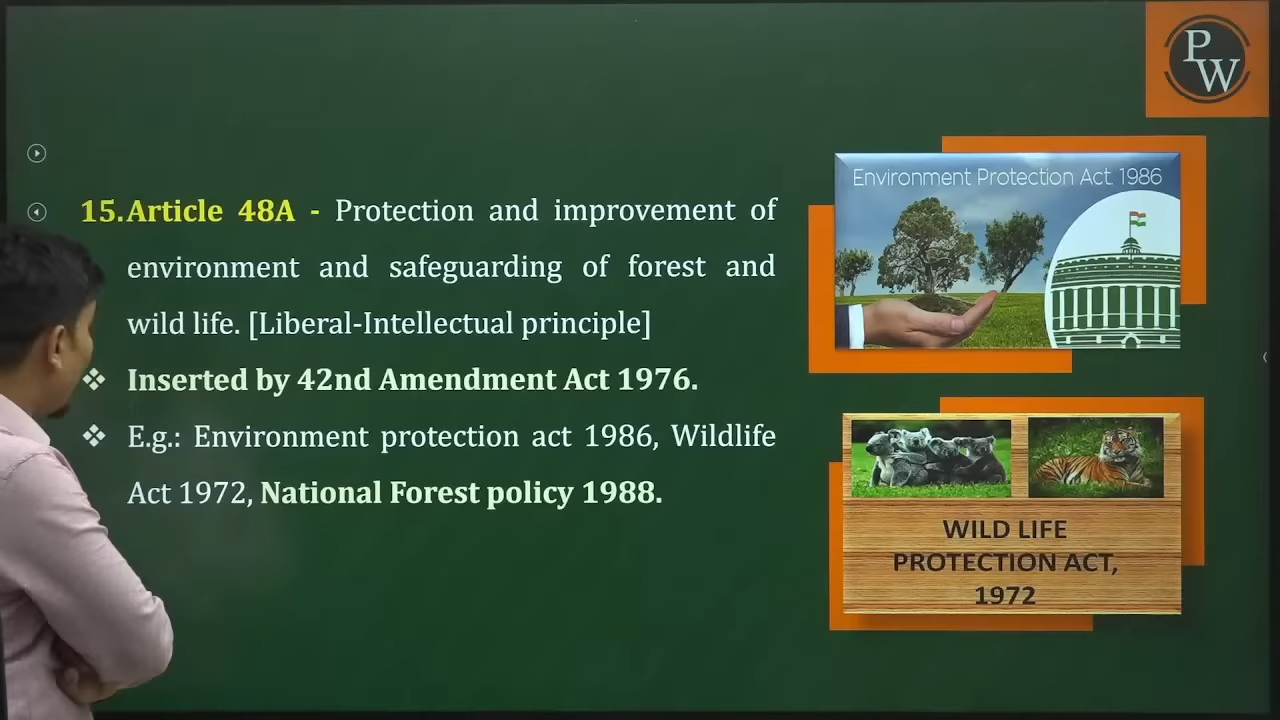 P
W
15. Article 48A - Protection and improvement of
environment and safeguarding of forest and
wild life. [Liberal-Intellectual principle]
❖ Inserted by 42nd Amendment Act 1976.
❖ E.g.: Environment protection act 1986, Wildlife
Act 1972, National Forest policy 1988.
Environment Protection Act 1986
WILD LIFE
PROTECTION ACT,
1972